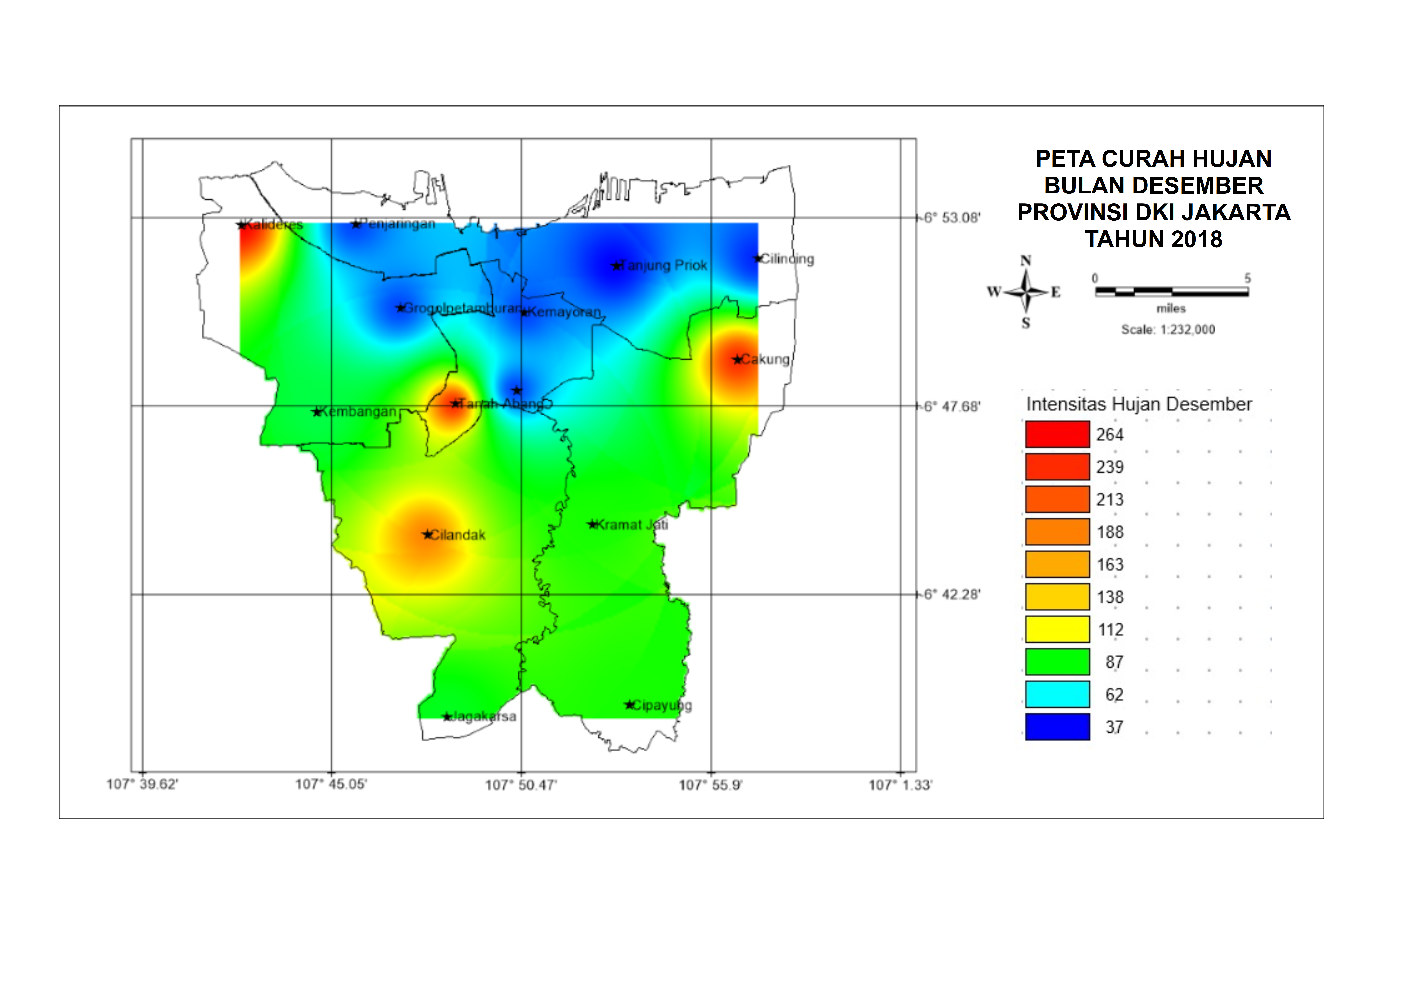 PETA CURAH HUJAN
BULAN DESEMBER
PROVINSI DKI JAKARTA
TAHUN 2018
N
W E
S
0 5
miles
Scale: 1:232,000
Intensitas Hujan Desember
264
239
213
188
163
138
112
87
62
37
Kalideres
Penjaringan
Cilincing
Tanjung Priok
Grogolpetamburan
Kemayoran
Cakung
Tanah Abang
Kembangan
Kramat Jati
Cilandak
Cipayung
Jagakarsa
-6° 53.08'
-6° 47.68'
-6° 42.28'
107° 39.62'
107° 45.05'
107° 50.47'
107° 55.9'
107° 1.33'